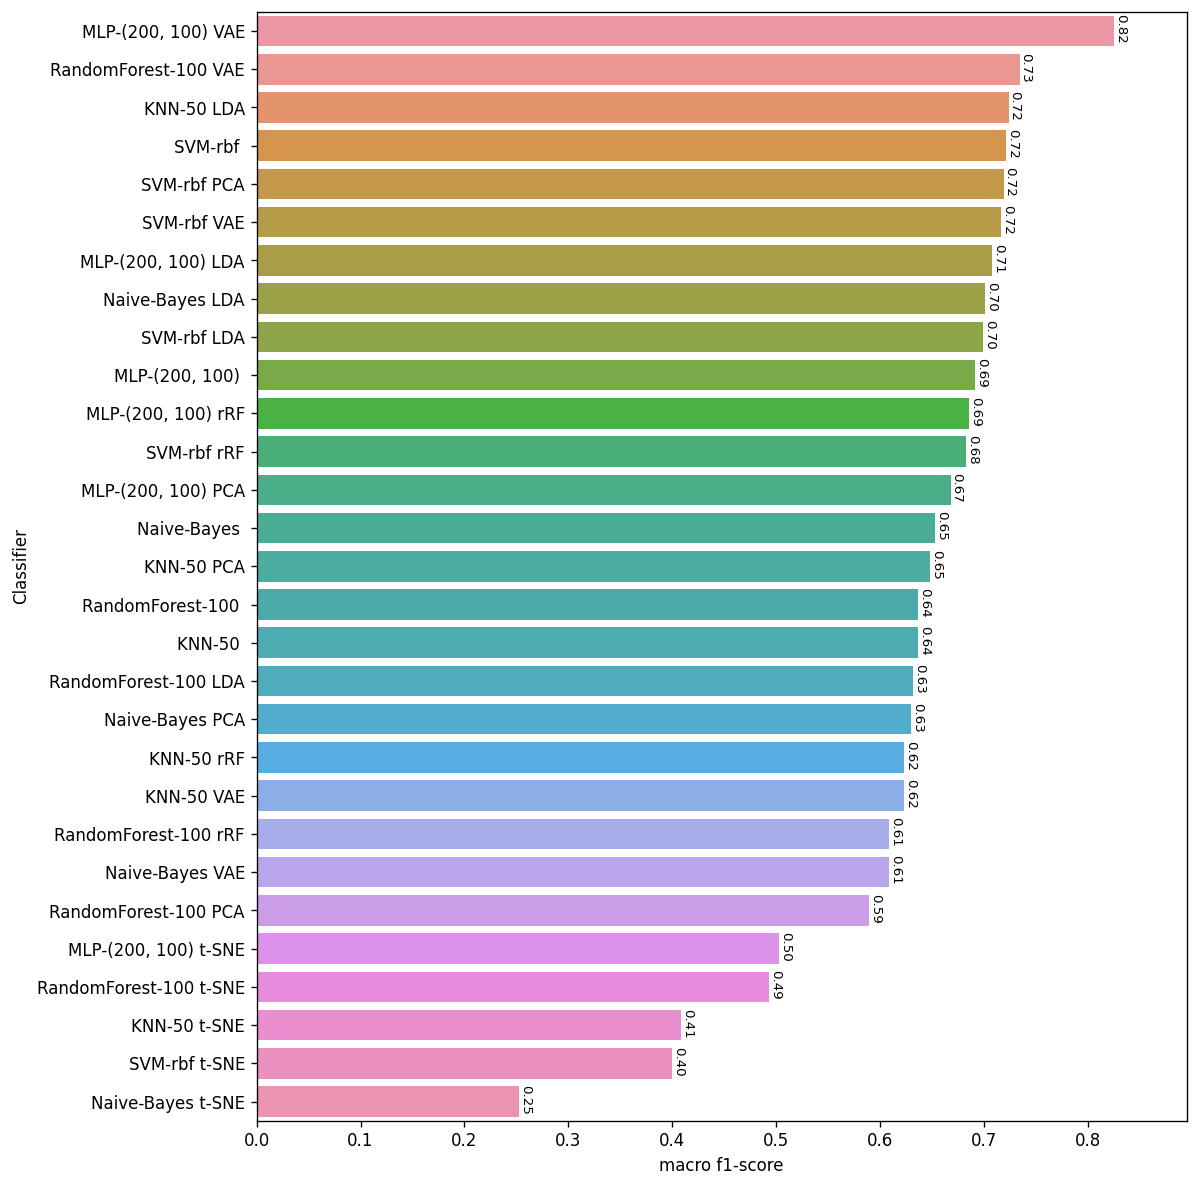 MLP-(200, 100) VAE 0.82
RandomForest-100 VAE 0.73
KNN-50 LDA 0.72
SVM-rbf 0.72
SVM-rbf PCA 0.72
SVM-rbf VAE 0.72
MLP-(200, 100) LDA 0.71
Naive-Bayes LDA 0.70
SVM-rbf LDA 0.70
MLP-(200, 100) 0.69
MLP-(200, 100) rRF 0.69
SVM-rbf rRF 0.68
MLP-(200, 100) PCA 0.67
Naive-Bayes 0.65
KNN-50 PCA 0.65
RandomForest-100 0.64
KNN-50 0.64
RandomForest-100 LDA 0.63
Naive-Bayes PCA 0.63
KNN-50 rRF 0.62
KNN-50 VAE 0.62
RandomForest-100 rRF 0.61
Naive-Bayes VAE 0.61
RandomForest-100 PCA 0.59
MLP-(200, 100) t-SNE 0.50
RandomForest-100 t-SNE 0.49
KNN-50 t-SNE 0.41
SVM-rbf t-SNE 0.40
Naive-Bayes t-SNE 0.25
Classifier
0.0 0.1 0.2 0.3 0.4 0.5 0.6 0.7 0.8
macro f1-score